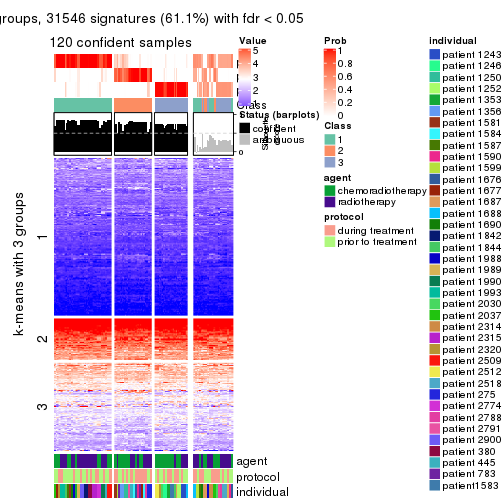 groups, 31546 signatures (61.1%) with fdr < 0.05
120 confident samples
Class
k-means with 3 groups
1
2
3
agent
protocol
individual
Value
5
4
3
2
1
Status (barplots)
confident
ambiguous
0
Prob
1
0.8
0.6
0.4
0.2
0
Class
1
2
3
agent
chemoradiotherapy
radiotherapy
protocol
during treatment
prior to treatment
individual
patient 1243
patient 1246
patient 1250
patient 1252
patient 1353
patient 1356
patient 1581
patient 1584
patient 1587
patient 1590
patient 1599
patient 1676
patient 1677
patient 1687
patient 1688
patient 1690
patient 1842
patient 1844
patient 1988
patient 1989
patient 1990
patient 1993
patient 2030
patient 2037
patient 2314
patient 2315
patient 2320
patient 2509
patient 2512
patient 2518
patient 275
patient 2774
patient 2788
patient 2791
patient 2900
patient 380
patient 445
patient 783
patient1583